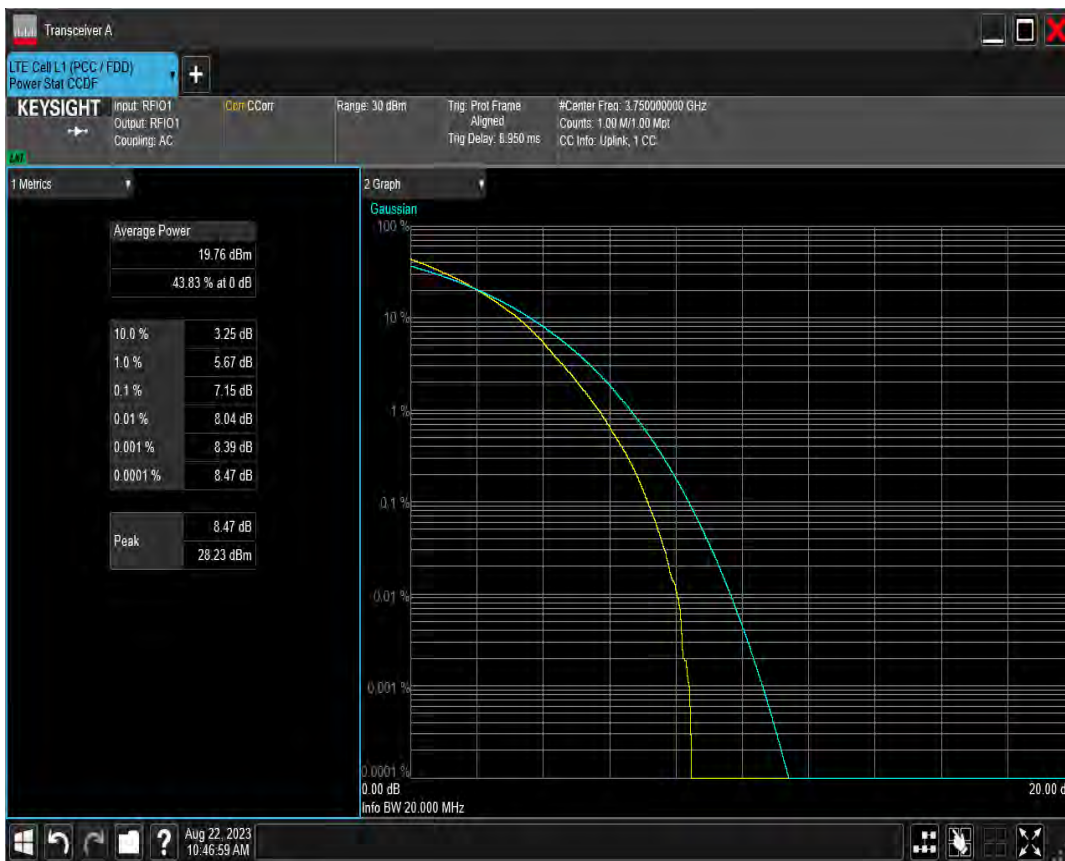 Transceiver A
LTE Cell L1 (PCC / FDD)
Power Stat CCDF
KEYSIGHT
Input: RFIO1
Output: RFIO1
Coupling: AC
Corr CCorr
Range: 30 dBm
Trig: Prot Frame
Aligned
Trig Delay: 8.950 ms
#Center Freq: 3.750000000 GHz
Counts: 1.00 M/1.00 Mpt
CC Info: Uplink, 1 CC
1 Metrics
Average Power
19.76 dBm
43.83 % at 0 dB
10.0 % 3.25 dB
1.0 % 5.67 dB
0.1 % 7.15 dB
0.01 % 8.04 dB
0.001 % 8.39 dB
0.0001 % 8.47 dB
Peak
8.47 dB
28.23 dBm
2 Graph
Gaussian
100 %
10 %
1 %
0.1 %
0.01 %
0.001 %
0.0001 %
0.00 dB
20.00 d
Info BW 20.000 MHz
?
Aug 22, 2023
10:46:59 AM